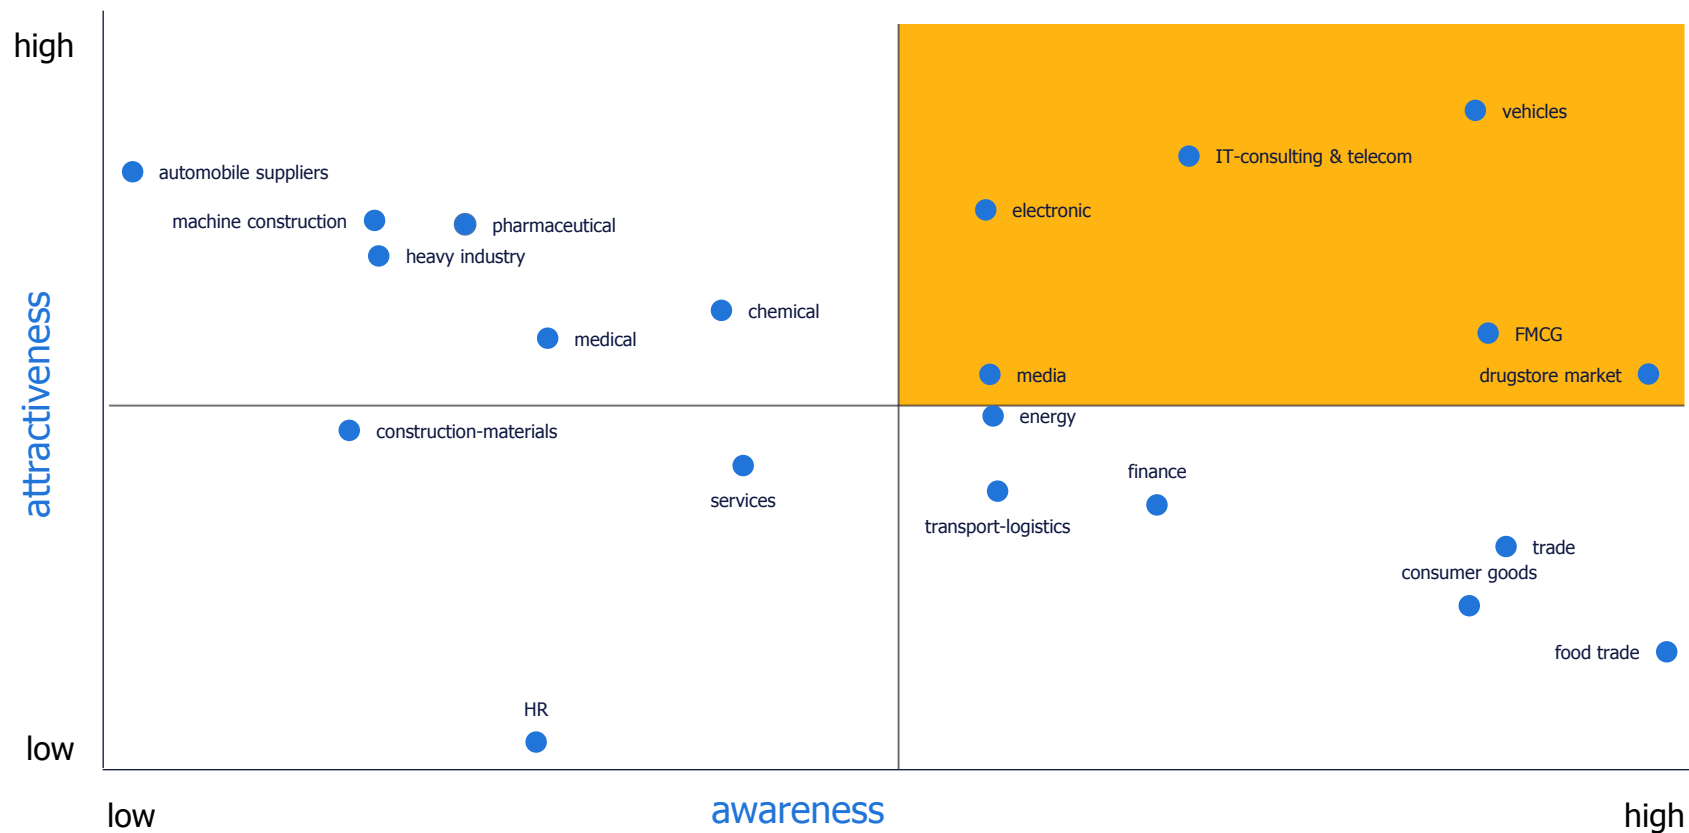 high
vehicles
IT-consulting & telecom
automobile suppliers
electronic
machine construction
pharmaceutical
heavy industry
chemical
FMCG
medical
media
drugstore market
attractiveness
energy
construction-materials
finance
services
transport-logistics
trade
consumer goods
food trade
HR
low
low
awareness
high